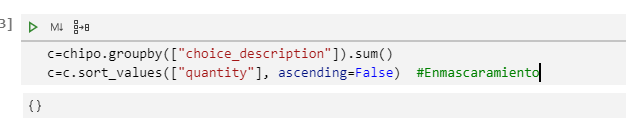 3]
M↓
c=chipo.groupby(["choice_description"]).sum()
c=c.sort_values(["quantity"], ascending=False)  #Enmascaramiento
{}